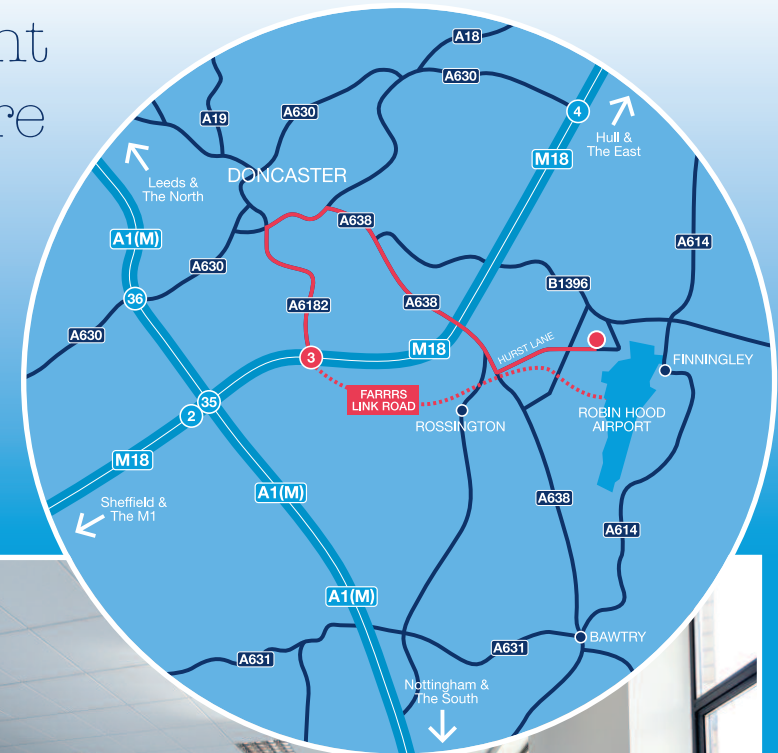 nt
re
A18
A630
A19
A630
4
Hull &
The East
M18
Leeds &
The North
DONCASTER
A1(M)
A638
A614
A630
B1396
36
A6182
A638
A630
M18
HURST LANE
3
FINNINGLEY
FARRRS
LINK ROAD
35
2
ROSSINGTON
ROBIN HOOD
AIRPORT
M18
A1(M)
Sheffield &
The M1
A638
A614
A1(M)
BAWTRY
A631
A631
Nottingham &
The South